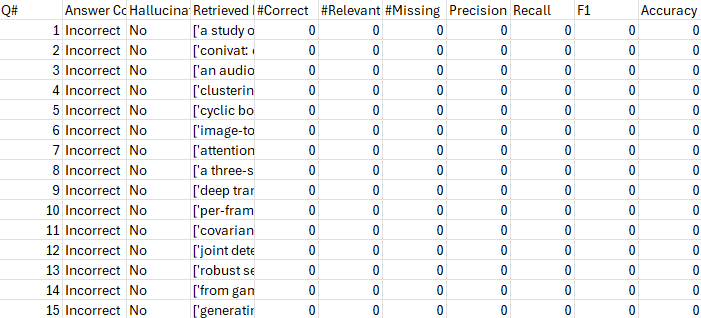 Q# Answer Co Hallucina Retrieved I #Correct #Relevant #Missing Precision Recall F1 Accuracy
1 Incorrect No ['a study o 0 0 0 0 0 0 0
2 Incorrect No ['conivat: 0 0 0 0 0 0 0
3 Incorrect No ['an audio 0 0 0 0 0 0 0
4 Incorrect No ['clusterin 0 0 0 0 0 0 0
5 Incorrect No ['cyclic bo 0 0 0 0 0 0 0
6 Incorrect No ['image-to 0 0 0 0 0 0 0
7 Incorrect No ['attention 0 0 0 0 0 0 0
8 Incorrect No ['a three-s 0 0 0 0 0 0 0
9 Incorrect No ['deep trar 0 0 0 0 0 0 0
10 Incorrect No ['per-fram 0 0 0 0 0 0 0
11 Incorrect No ['covarian 0 0 0 0 0 0 0
12 Incorrect No ['joint dete 0 0 0 0 0 0 0
13 Incorrect No ['robust se 0 0 0 0 0 0 0
14 Incorrect No ['from gam 0 0 0 0 0 0 0
15 Incorrect No ['generatir 0 0 0 0 0 0 0